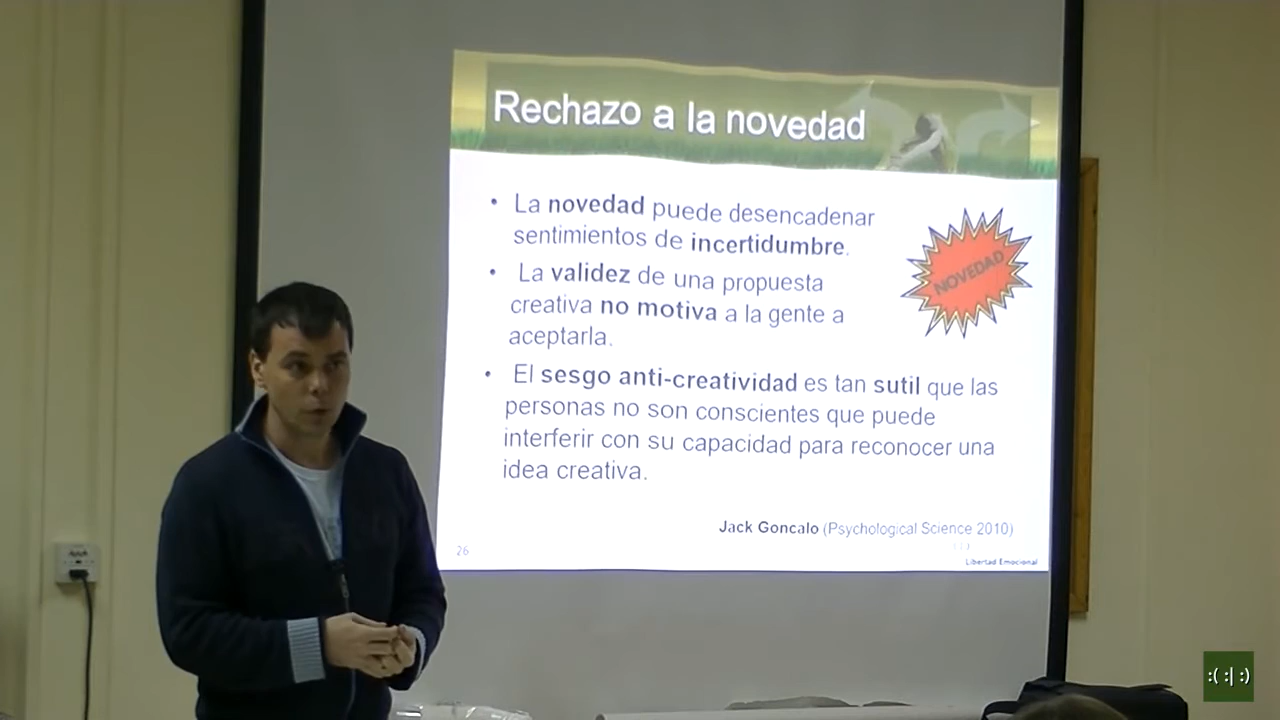 Rechazo a la novedad
• La novedad puede desencadenar
sentimientos de incertidumbre.
• La validez de una propuesta
creativa no motiva a la gente a
aceptarla.
• El sesgo anti-creatividad es tan sutil que las
personas no son conscientes que puede
interferir con su capacidad para reconocer una
idea creativa.
NOVEDAD
Jack Goncalo (Psychological Science 2010)
26
Libertad Emocional
:( :| :)